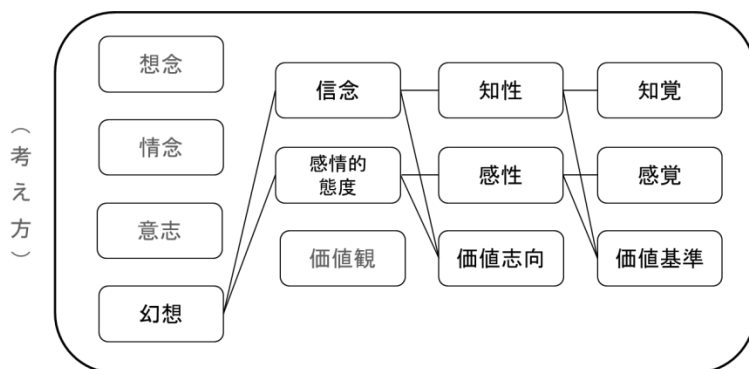 （考え方）
想念
情念
意志
幻想
信念
感情的
態度
価値観
知性
感性
価値志向
知覚
感覚
価値基準